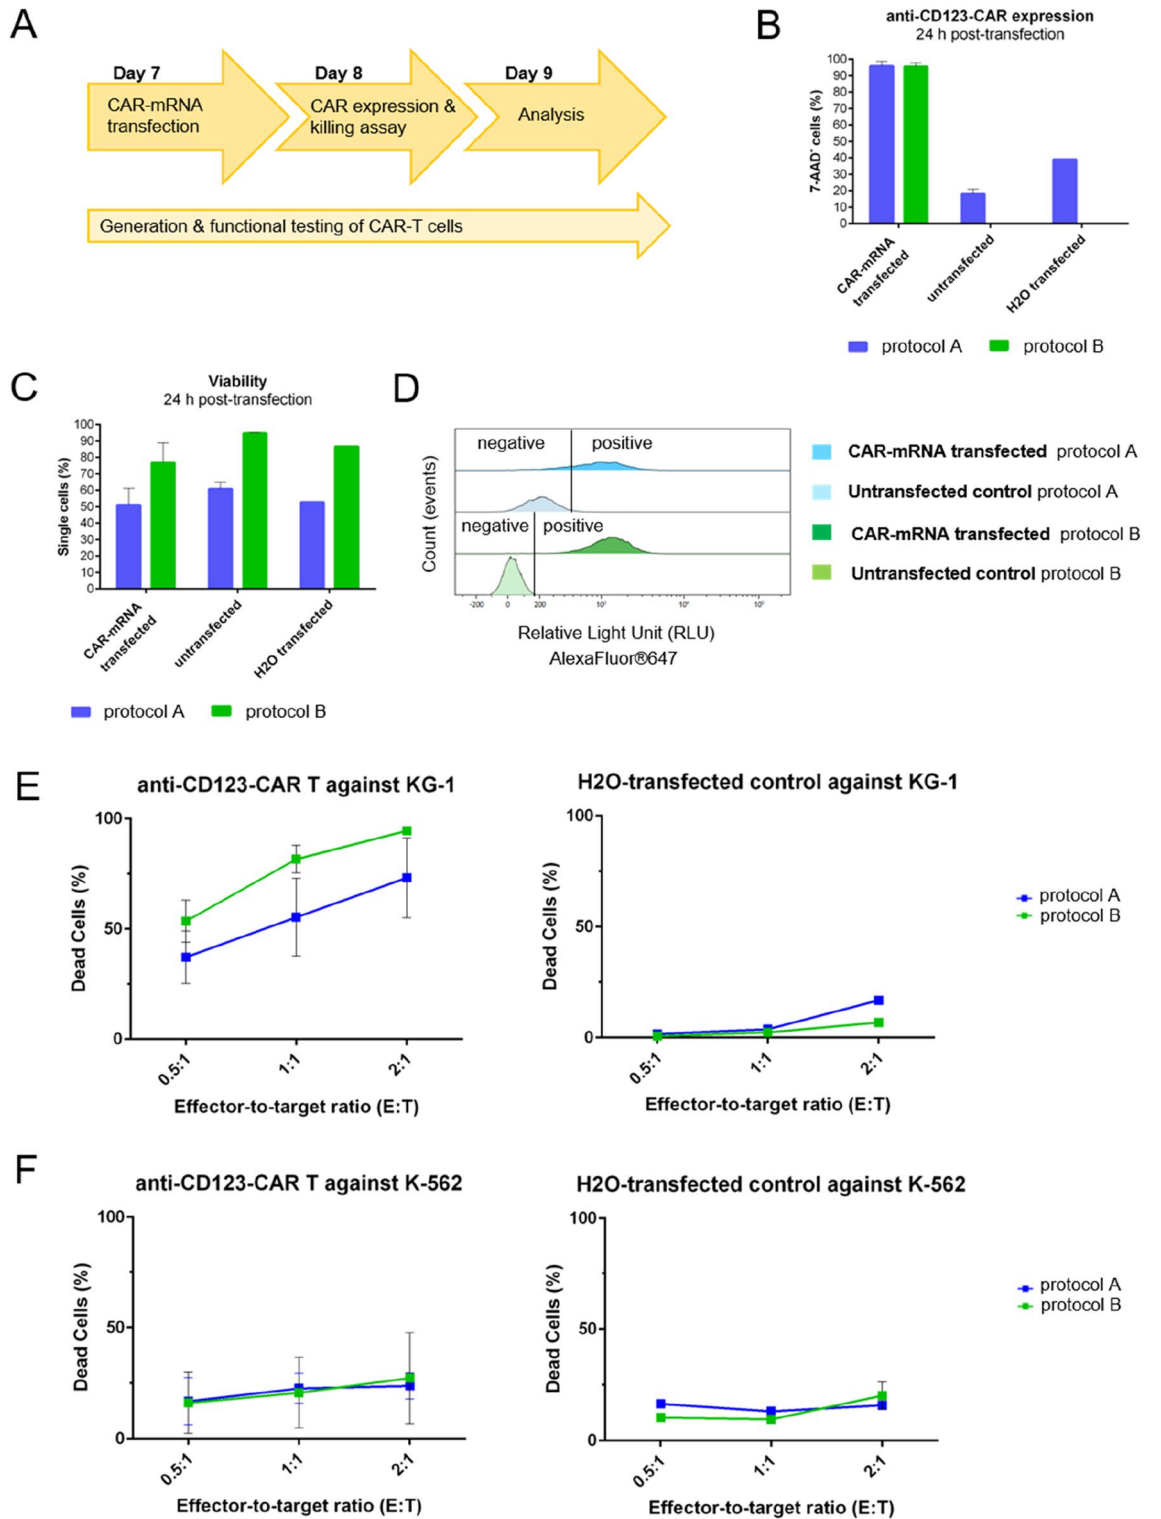 A
Day 7
CAR-mRNA
transfection
Day 8
CAR expression &
killing assay
Day 9
Analysis
Generation & functional testing of CAR-T cells
B
anti-CD123-CAR expression
24 h post-transfection
7-AAD- cells (%)
100
90
80
70
60
50
40
30
20
10
0
CAR-mRNA
transfected
untransfected
H2O transfected
protocol A
protocol B
C
Viability
24 h post-transfection
Single cells (%)
100
90
80
70
60
50
40
30
20
10
0
CAR-mRNA
transfected
untransfected
H2O transfected
protocol A
protocol B
D
Count (events)
negative
positive
negative
positive
-200
0
200
10³
10⁴
10⁵
Relative Light Unit (RLU)
AlexaFluor®647
CAR-mRNA transfected protocol A
Untransfected control protocol A
CAR-mRNA transfected protocol B
Untransfected control protocol B
E
anti-CD123-CAR T against KG-1
Dead Cells (%)
100
50
0
0.5:1
1:1
2:1
Effector-to-target ratio (E:T)
H2O-transfected control against KG-1
Dead Cells (%)
100
50
0
0.5:1
1:1
2:1
Effector-to-target ratio (E:T)
protocol A
protocol B
F
anti-CD123-CAR T against K-562
Dead Cells (%)
100
50
0
0.5:1
1:1
2:1
Effector-to-target ratio (E:T)
H2O-transfected control against K-562
Dead Cells (%)
100
50
0
0.5:1
1:1
2:1
Effector-to-target ratio (E:T)
protocol A
protocol B